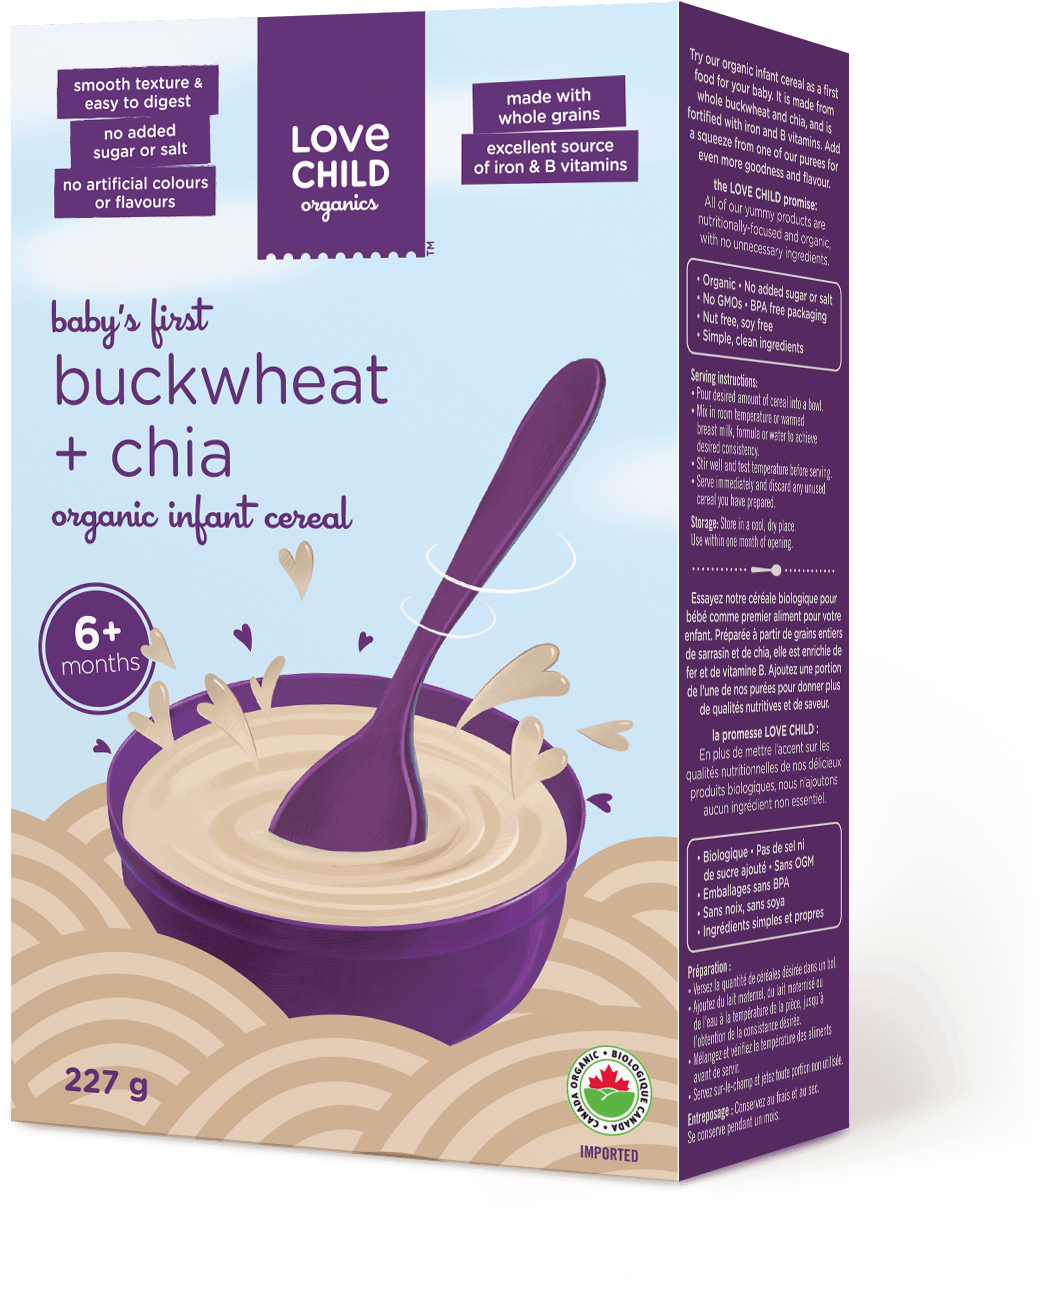 smooth texture &
easy to digest
no added
sugar or salt
no artificial colours
or flavours
LOVE
CHILD
organics
TM
made with
whole grains
excellent source
of iron & B vitamins
baby's first
buckwheat
+ chia
organic infant cereal
6+
months
227 g
CANADA ORGANIC • BIOLOGIQUE CANADA •
IMPORTED
Try our organic infant cereal as a first
food for your baby. It is made from
whole buckwheat and chia, and is
fortified with iron and B vitamins. Add
a squeeze from one of our purees for
even more goodness and flavour.
the LOVE CHILD promise:
All of our yummy products are
nutritionally-focused and organic,
with no unnecessary ingredients.
• Organic • No added sugar or salt
• No GMOs • BPA free packaging
• Nut free, soy free
• Simple, clean ingredients
Serving instructions:
• Pour desired amount of cereal into a bowl.
• Mix in room temperature or warmed
breast milk, formula or water to achieve
desired consistency.
• Stir well and test temperature before serving.
• Serve immediately and discard any unused
cereal you have prepared.
Storage: Store in a cool, dry place.
Use within one month of opening.
Essayez notre céréale biologique pour
bébé comme premier aliment pour votre
enfant. Préparée à partir de grains entiers
de sarrasin et de chia, elle est enrichie de
fer et de vitamine B. Ajoutez une portion
de l'une de nos purées pour donner plus
de qualités nutritives et de saveur.
la promesse LOVE CHILD :
En plus de mettre l'accent sur les
qualités nutritionnelles de nos délicieux
produits biologiques, nous n'ajoutons
aucun ingrédient non essentiel.
• Biologique • Pas de sel ni
de sucre ajouté • Sans OGM
• Emballages sans BPA
• Sans noix, sans soya
• Ingrédients simples et propres
Préparation :
• Versez la quantité de céréales désirée dans un bol.
• Ajoutez du lait maternel, du lait maternisé ou
de l'eau à la température de la pièce, jusqu'à
l'obtention de la consistance désirée.
• Mélangez et vérifiez la température des aliments
avant de servir.
• Servez sur-le-champ et jetez toute portion non utilisée.
Entreposage : Conservez au frais et au sec.
Se conserve pendant un mois.